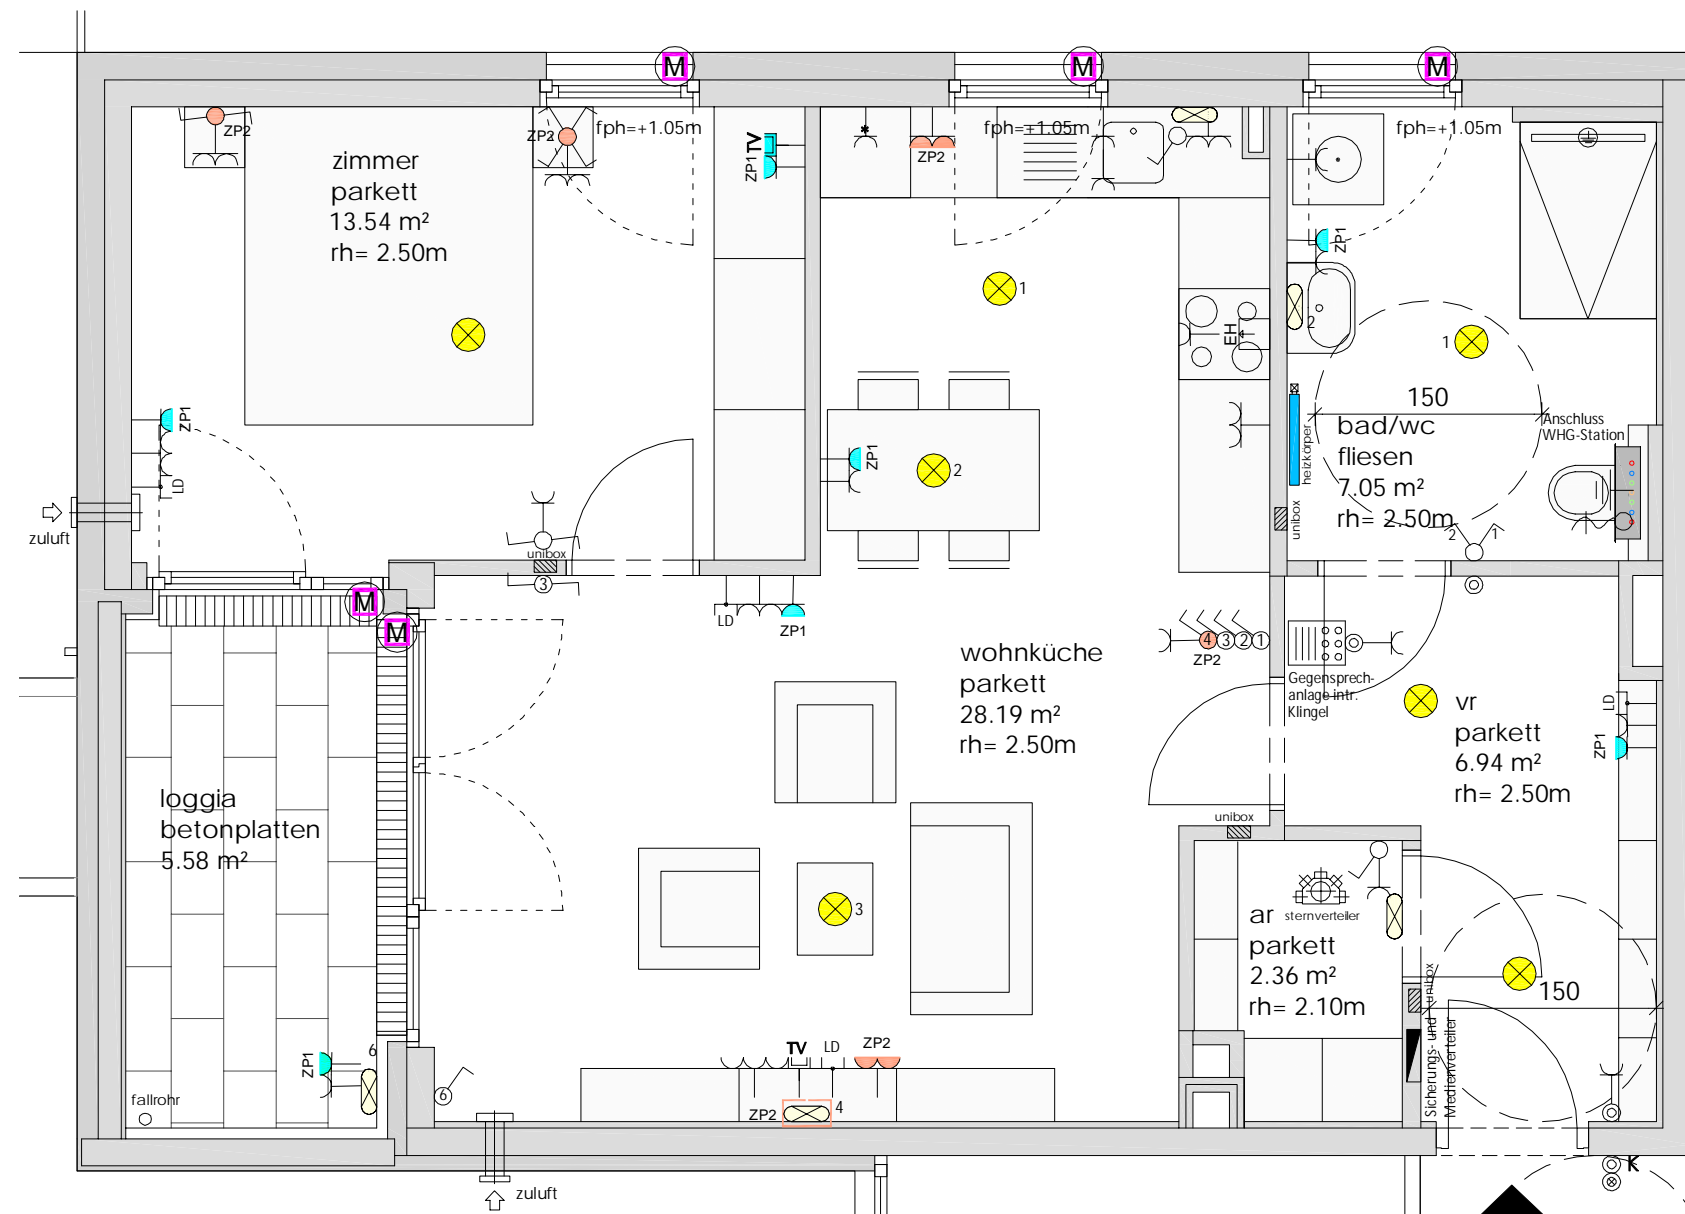 M
M
M
ZP2
ZP2
fph=+1.05m
TV
ZP1
*
ZP2
fph=+1.05m
fph=+1.05m
zimmer
parkett
13.54 m²
rh= 2.50m
ZP1
1
2
EH
1
150
ZP1
LD
ZP1
2
heizkörper
bad/wc
fliesen
7.05 m²
rh= 2.50m
Anschluss
WHG-Station
zuluft
unibox
unibox
2
1
3
M
M
LD
ZP1
4
3
2
1
ZP2
wohnküche
parkett
28.19 m²
rh= 2.50m
Gegensprech-
anlage intr.
Klingel
vr
parkett
6.94 m²
rh= 2.50m
LD
ZP1
loggia
betonplatten
5.58 m²
unibox
3
ar
parkett
2.36 m²
rh= 2.10m
sternverteiler
unibox
150
Sicherungs- und
Medienverteiler
ZP1
6
fallrohr
6
TV
LD
ZP2
ZP2
4
zuluft
K